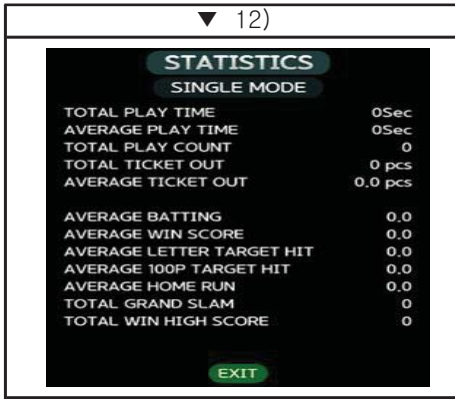 ▼ 12)
STATISTICS
SINGLE MODE
TOTAL PLAY TIME 0Sec
AVERAGE PLAY TIME 0Sec
TOTAL PLAY COUNT 0
TOTAL TICKET OUT 0 pcs
AVERAGE TICKET OUT 0.0 pcs
AVERAGE BATTING 0.0
AVERAGE WIN SCORE 0.0
AVERAGE LETTER TARGET HIT 0.0
AVERAGE 100P TARGET HIT 0.0
AVERAGE HOME RUN 0.0
TOTAL GRAND SLAM 0
TOTAL WIN HIGH SCORE 0
EXIT